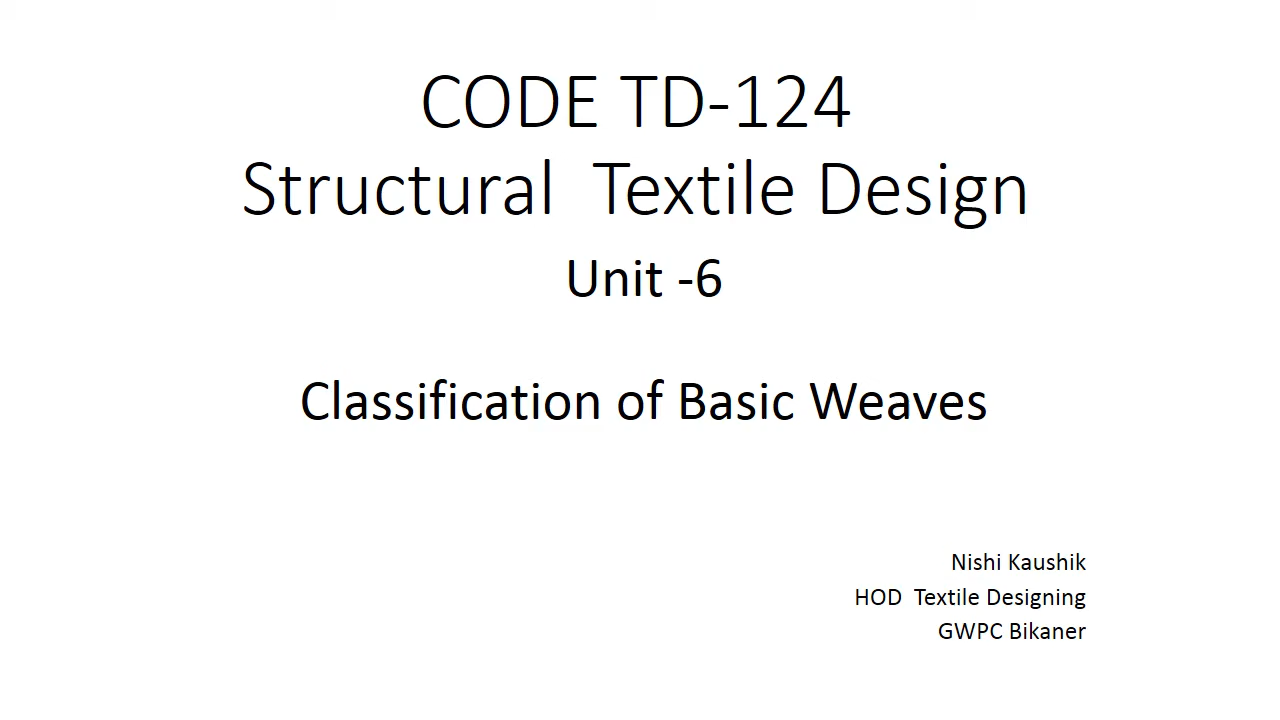 CODE TD-124
Structural  Textile Design
Unit -6
Classification of Basic Weaves
Nishi Kaushik
HOD  Textile Designing
GWPC Bikaner